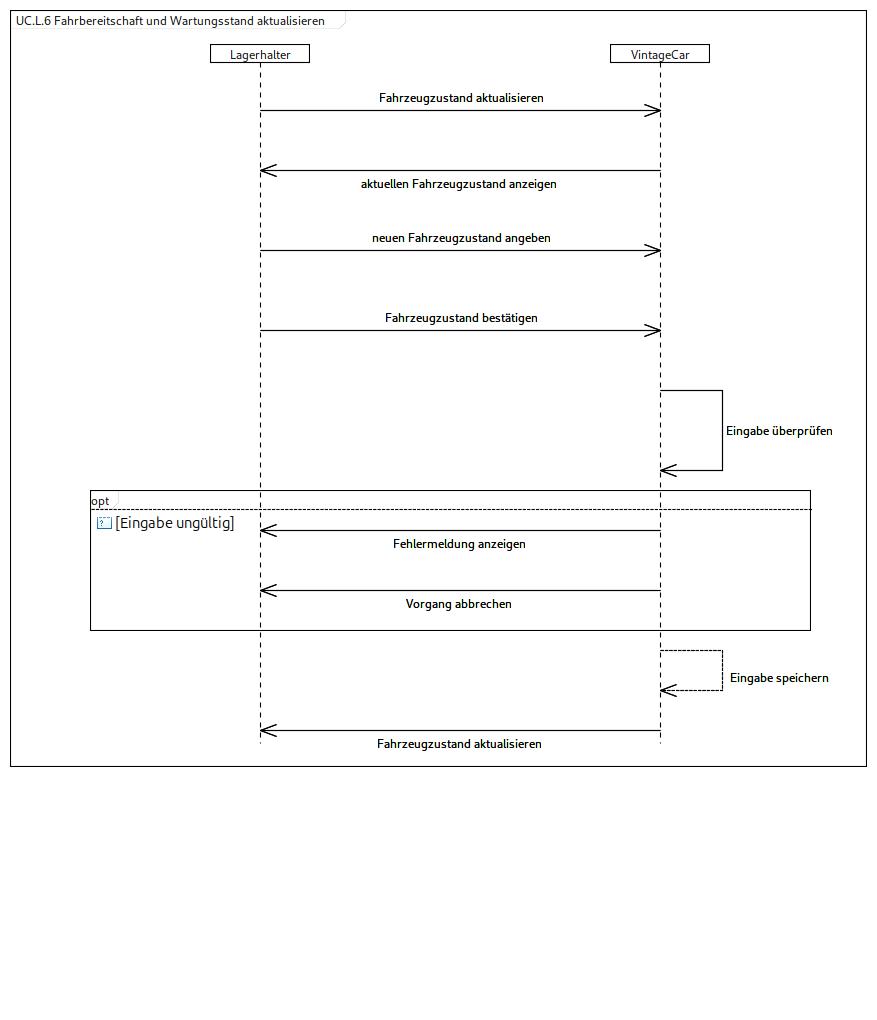 UC.L.6 Fahrbereitschaft und Wartungsstand aktualisieren
Lagerhalter
VintageCar
Fahrzeugzustand aktualisieren
aktuellen Fahrzeugzustand anzeigen
neuen Fahrzeugzustand angeben
Fahrzeugzustand bestätigen
Eingabe überprüfen
opt
[Eingabe ungültig]
Fehlermeldung anzeigen
Vorgang abbrechen
Eingabe speichern
Fahrzeugzustand aktualisieren